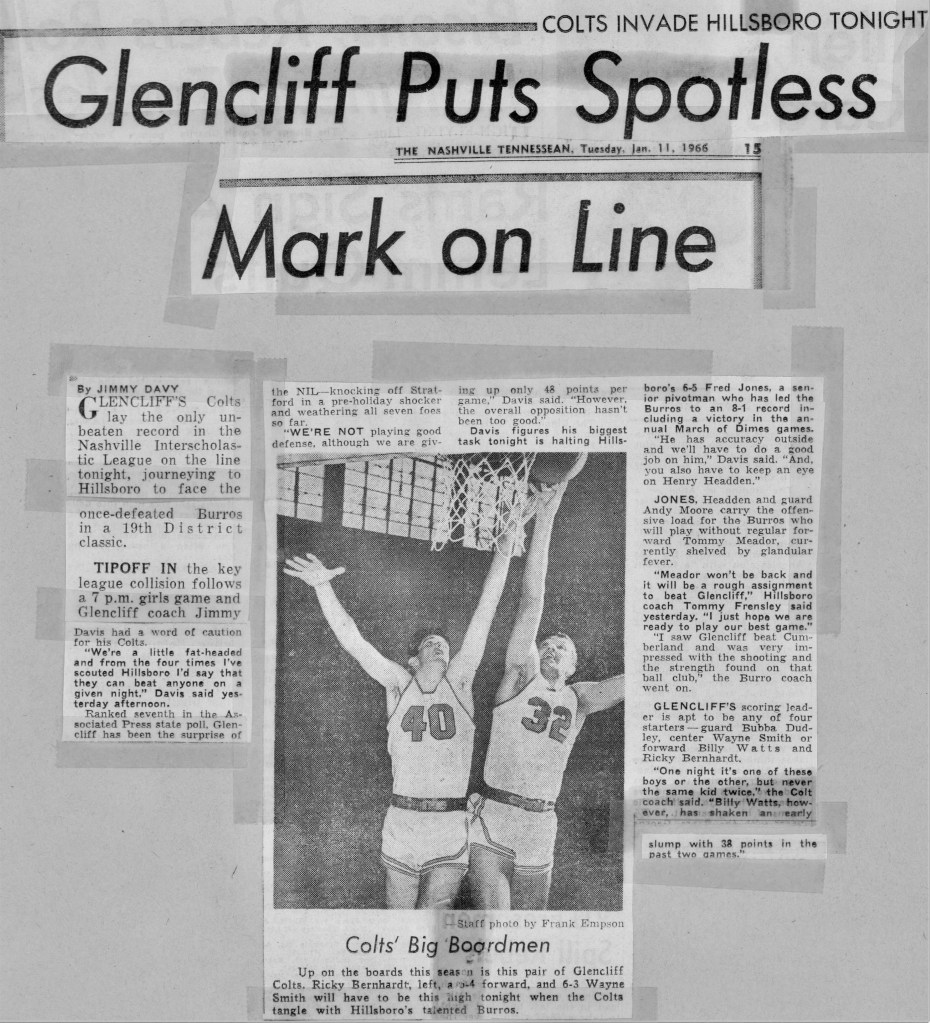 COLTS INVADE HILLSBORO TONIGHT
Glencliff Puts Spotless
THE NASHVILLE TENNESSEAN, Tuesday, Jan. 11, 1966 15
Mark on Line
By JIMMY DAVY
GLENCLIFF'S Colts
lay the only un-
beaten record in the
Nashville Interscholas-
tic League on the line
tonight, journeying to
Hillsboro to face the
once-defeated Burros
in a 19th District
classic.
TIPOFF IN the key
league collision follows
a 7 p.m. girls game and
Glencliff coach Jimmy
Davis had a word of caution
for his Colts.
"We're a little fat-headed
and from the four times I've
scouted Hillsboro I'd say that
they can beat anyone on a
given night," Davis said yes-
terday afternoon.
Ranked seventh in the As-
sociated Press state poll, Glen-
cliff has been the surprise of
the NIL—knocking off Strat-
ford in a pre-holiday shocker
and weathering all seven foes
so far.
"WE'RE NOT playing good
defense, although we are giv-
ing up only 48 points per
game," Davis said. "However,
the overall opposition hasn't
been too good."
Davis figures his biggest
task tonight is halting Hills-
boro's 6-5 Fred Jones, a sen-
ior pivotman who has led the
Burros to an 8-1 record in-
cluding a victory in the an-
nual March of Dimes games.
"He has accuracy outside
and we'll have to do a good
job on him," Davis said. "And,
you also have to keep an eye
on Henry Headden."
JONES, Headden and guard
Andy Moore carry the offen-
sive load for the Burros who
will play without regular for-
ward Tommy Meador, cur-
rently shelved by glandular
fever.
"Meador won't be back and
it will be a rough assignment
to beat Glencliff," Hillsboro
coach Tommy Frensley said
yesterday. "I just hope we are
ready to play our best game."
"I saw Glencliff beat Cum-
berland and was very im-
pressed with the shooting and
the strength found on that
ball club," the Burro coach
went on.
GLENCLIFF'S scoring lead-
er is apt to be any of four
starters—guard Bubba Dud-
ley, center Wayne Smith or
forward Billy Watts and
Ricky Bernhardt.
"One night it's one of these
boys or the other, but never
the same kid twice," the Colt
coach said. "Billy Watts, how-
ever, has shaken an early
slump with 38 points in the
past two games."
40
32
—Staff photo by Frank Empson
Colts' Big Boardmen
Up on the boards this season is this pair of Glencliff
Colts. Ricky Bernhardt, left, a 6-4 forward, and 6-3 Wayne
Smith will have to be this high tonight when the Colts
tangle with Hillsboro's talented Burros.